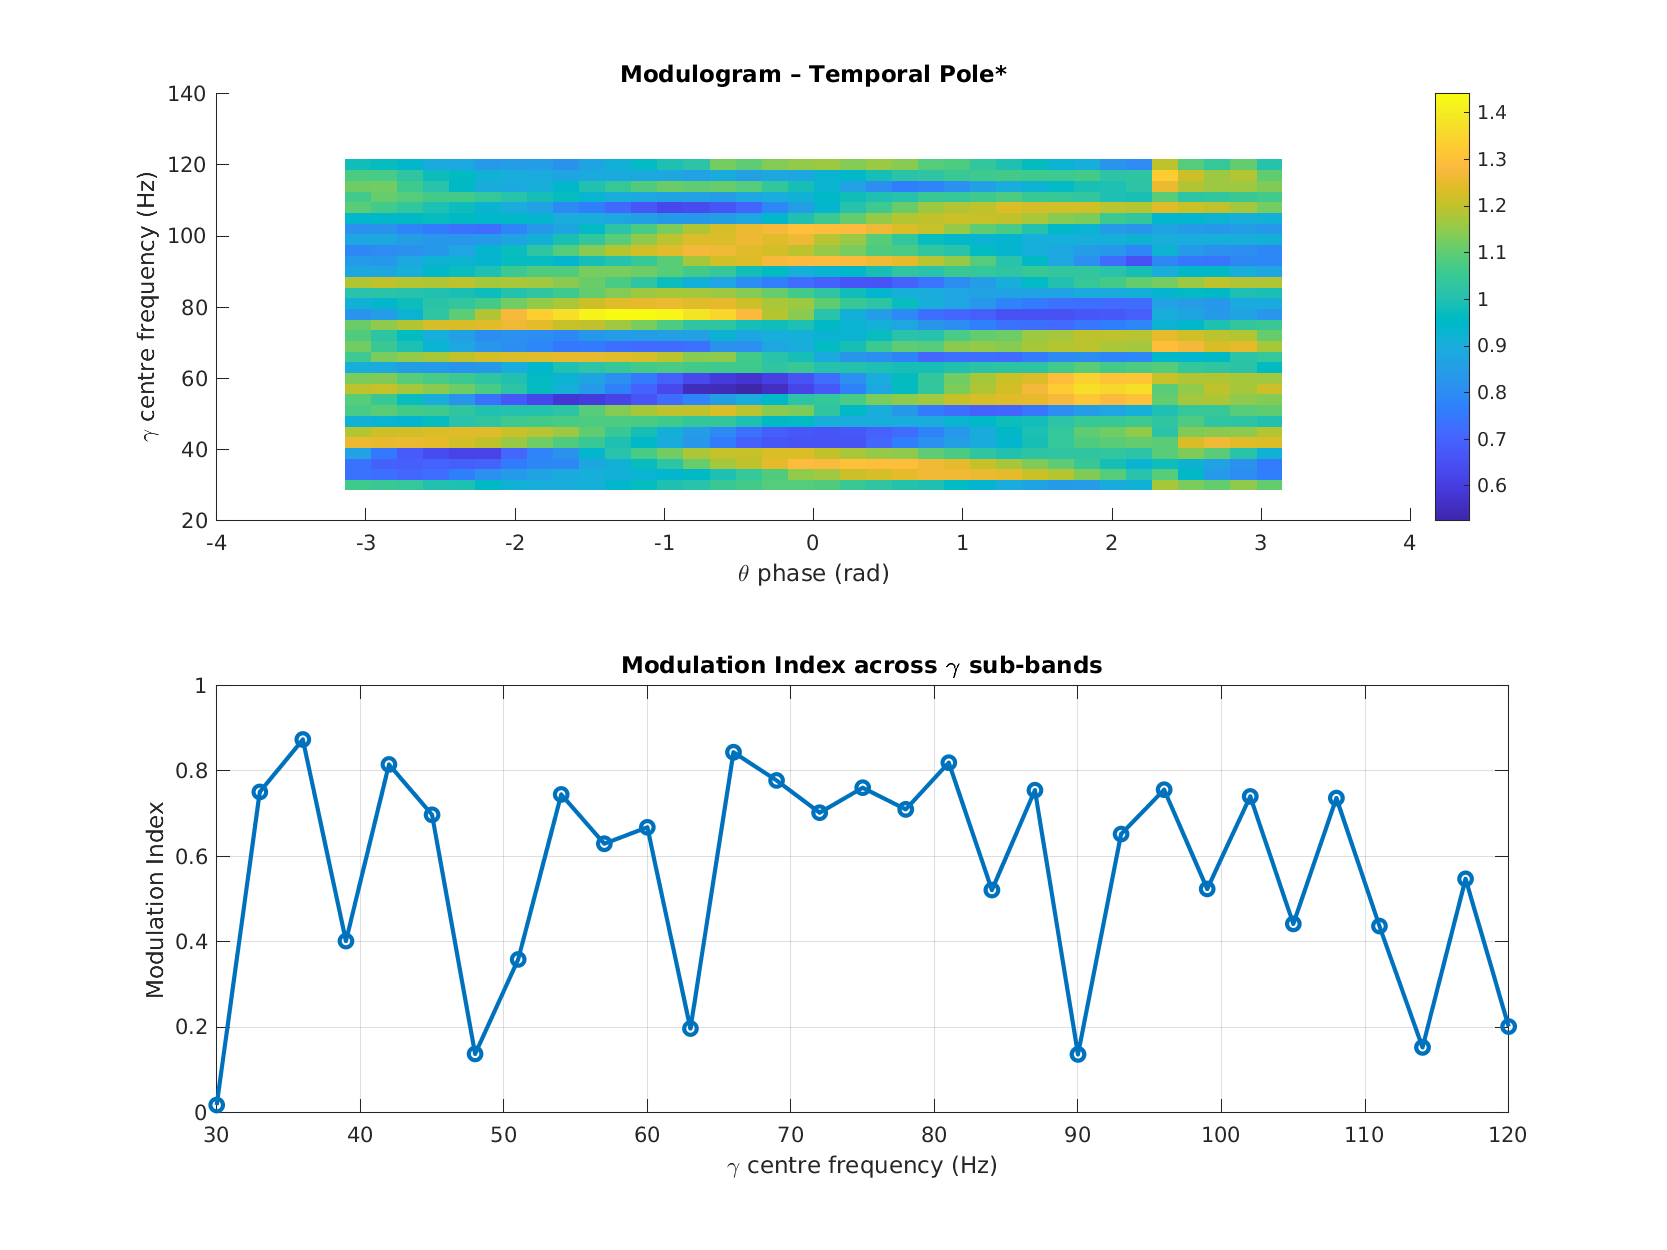 Modulogram – Temporal Pole*
140
120
100
80
60
40
20
γ centre frequency (Hz)
-4 -3 -2 -1 0 1 2 3 4
θ phase (rad)
1.4
1.3
1.2
1.1
1
0.9
0.8
0.7
0.6
Modulation Index across γ sub-bands
1
0.8
0.6
0.4
0.2
0
Modulation Index
30 40 50 60 70 80 90 100 110 120
γ centre frequency (Hz)